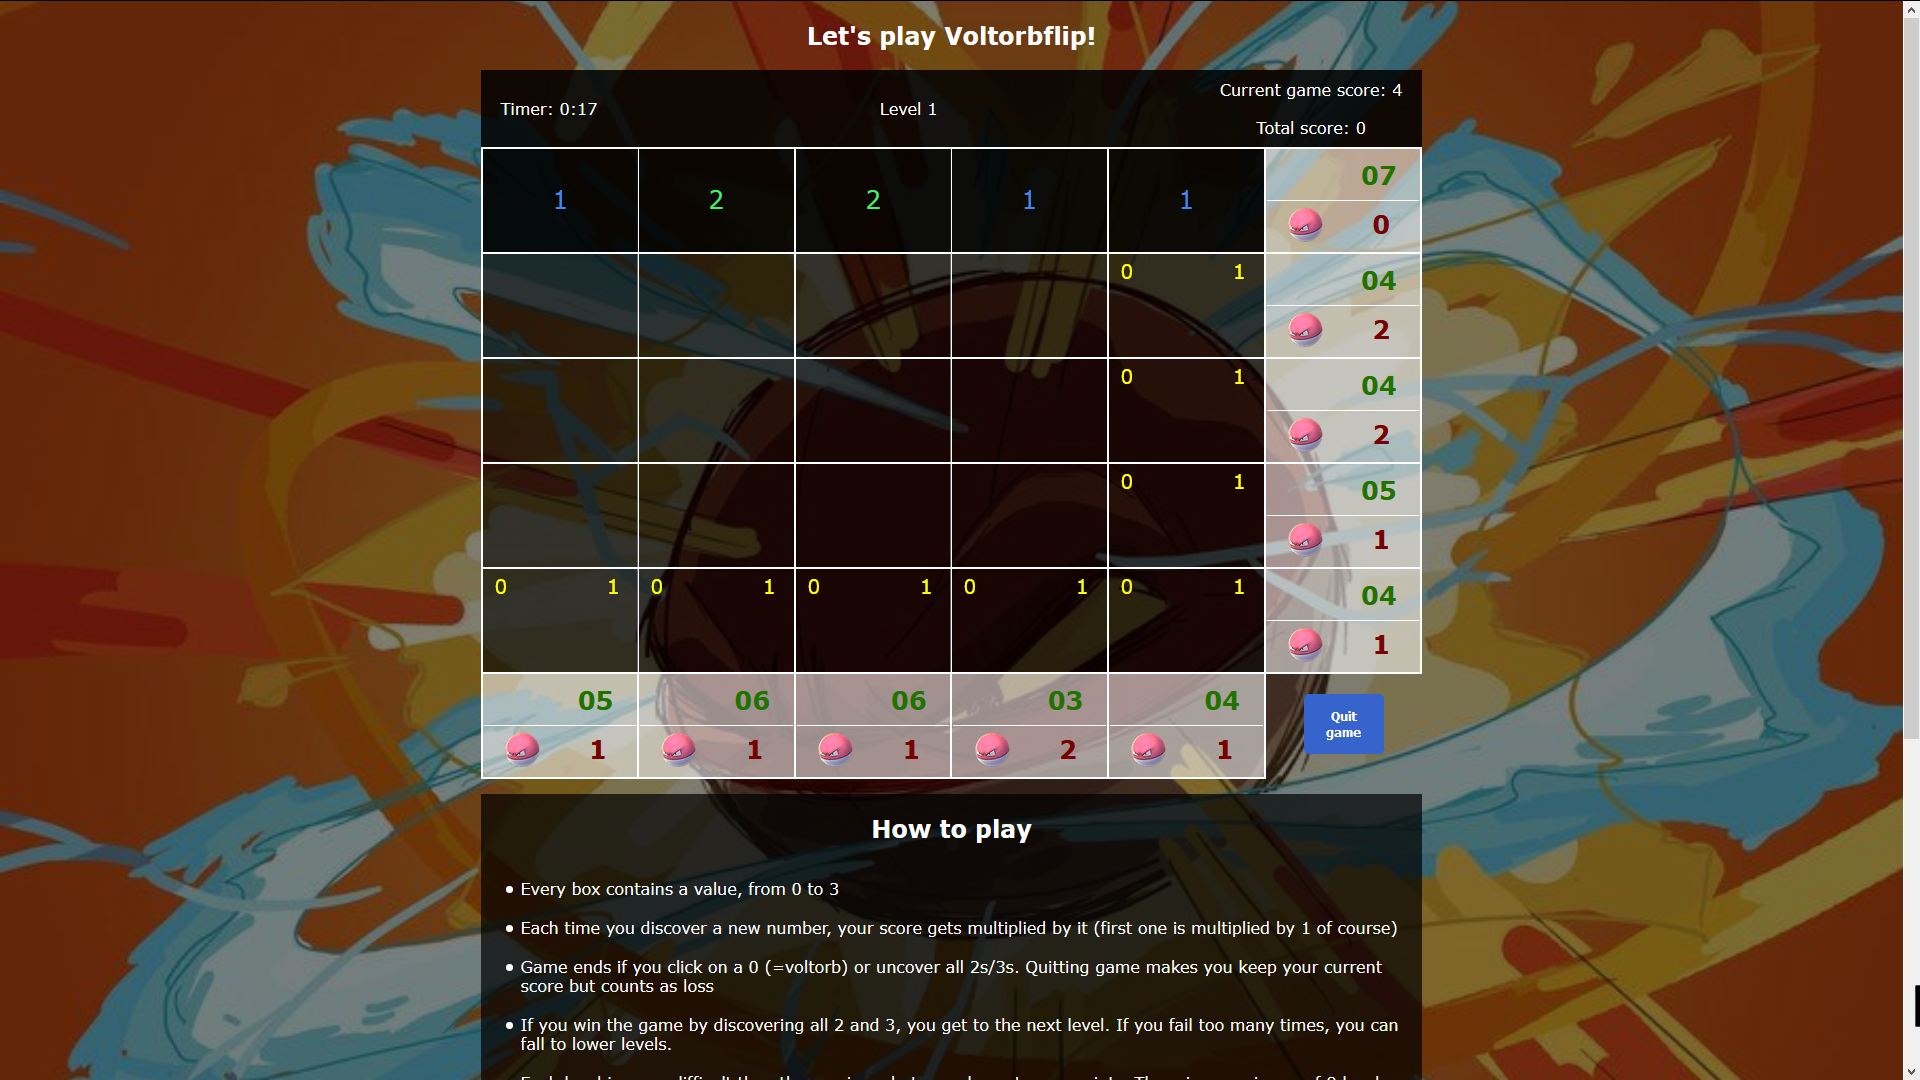 Let's play Voltorbflip!
Timer: 0:17
Level 1
Current game score: 4
Total score: 0
1 2 2 1 1 07
0
0 1 04
2
0 1 04
2
0 1 05
1
0 1 0 1 0 1 0 1 0 1 04
1
05 06 06 03 04
1 1 1 2 1
Quit
game
How to play
Every box contains a value, from 0 to 3
Each time you discover a new number, your score gets multiplied by it (first one is multiplied by 1 of course)
Game ends if you click on a 0 (=voltorb) or uncover all 2s/3s. Quitting game makes you keep your current
score but counts as loss
If you win the game by discovering all 2 and 3, you get to the next level. If you fail too many times, you can
fall to lower levels.